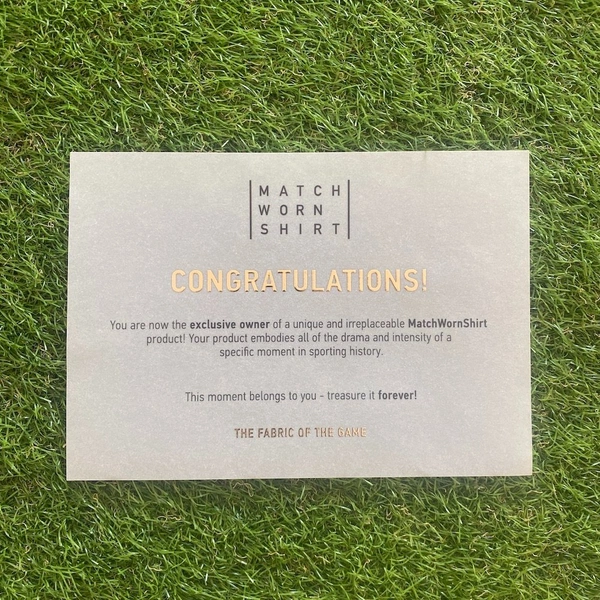 MATCH
WORN
SHIRT
CONGRATULATIONS!
You are now the exclusive owner of a unique and irreplaceable MatchWornShirt
product! Your product embodies all of the drama and intensity of a
specific moment in sporting history.
This moment belongs to you - treasure it forever!
THE FABRIC OF THE GAME